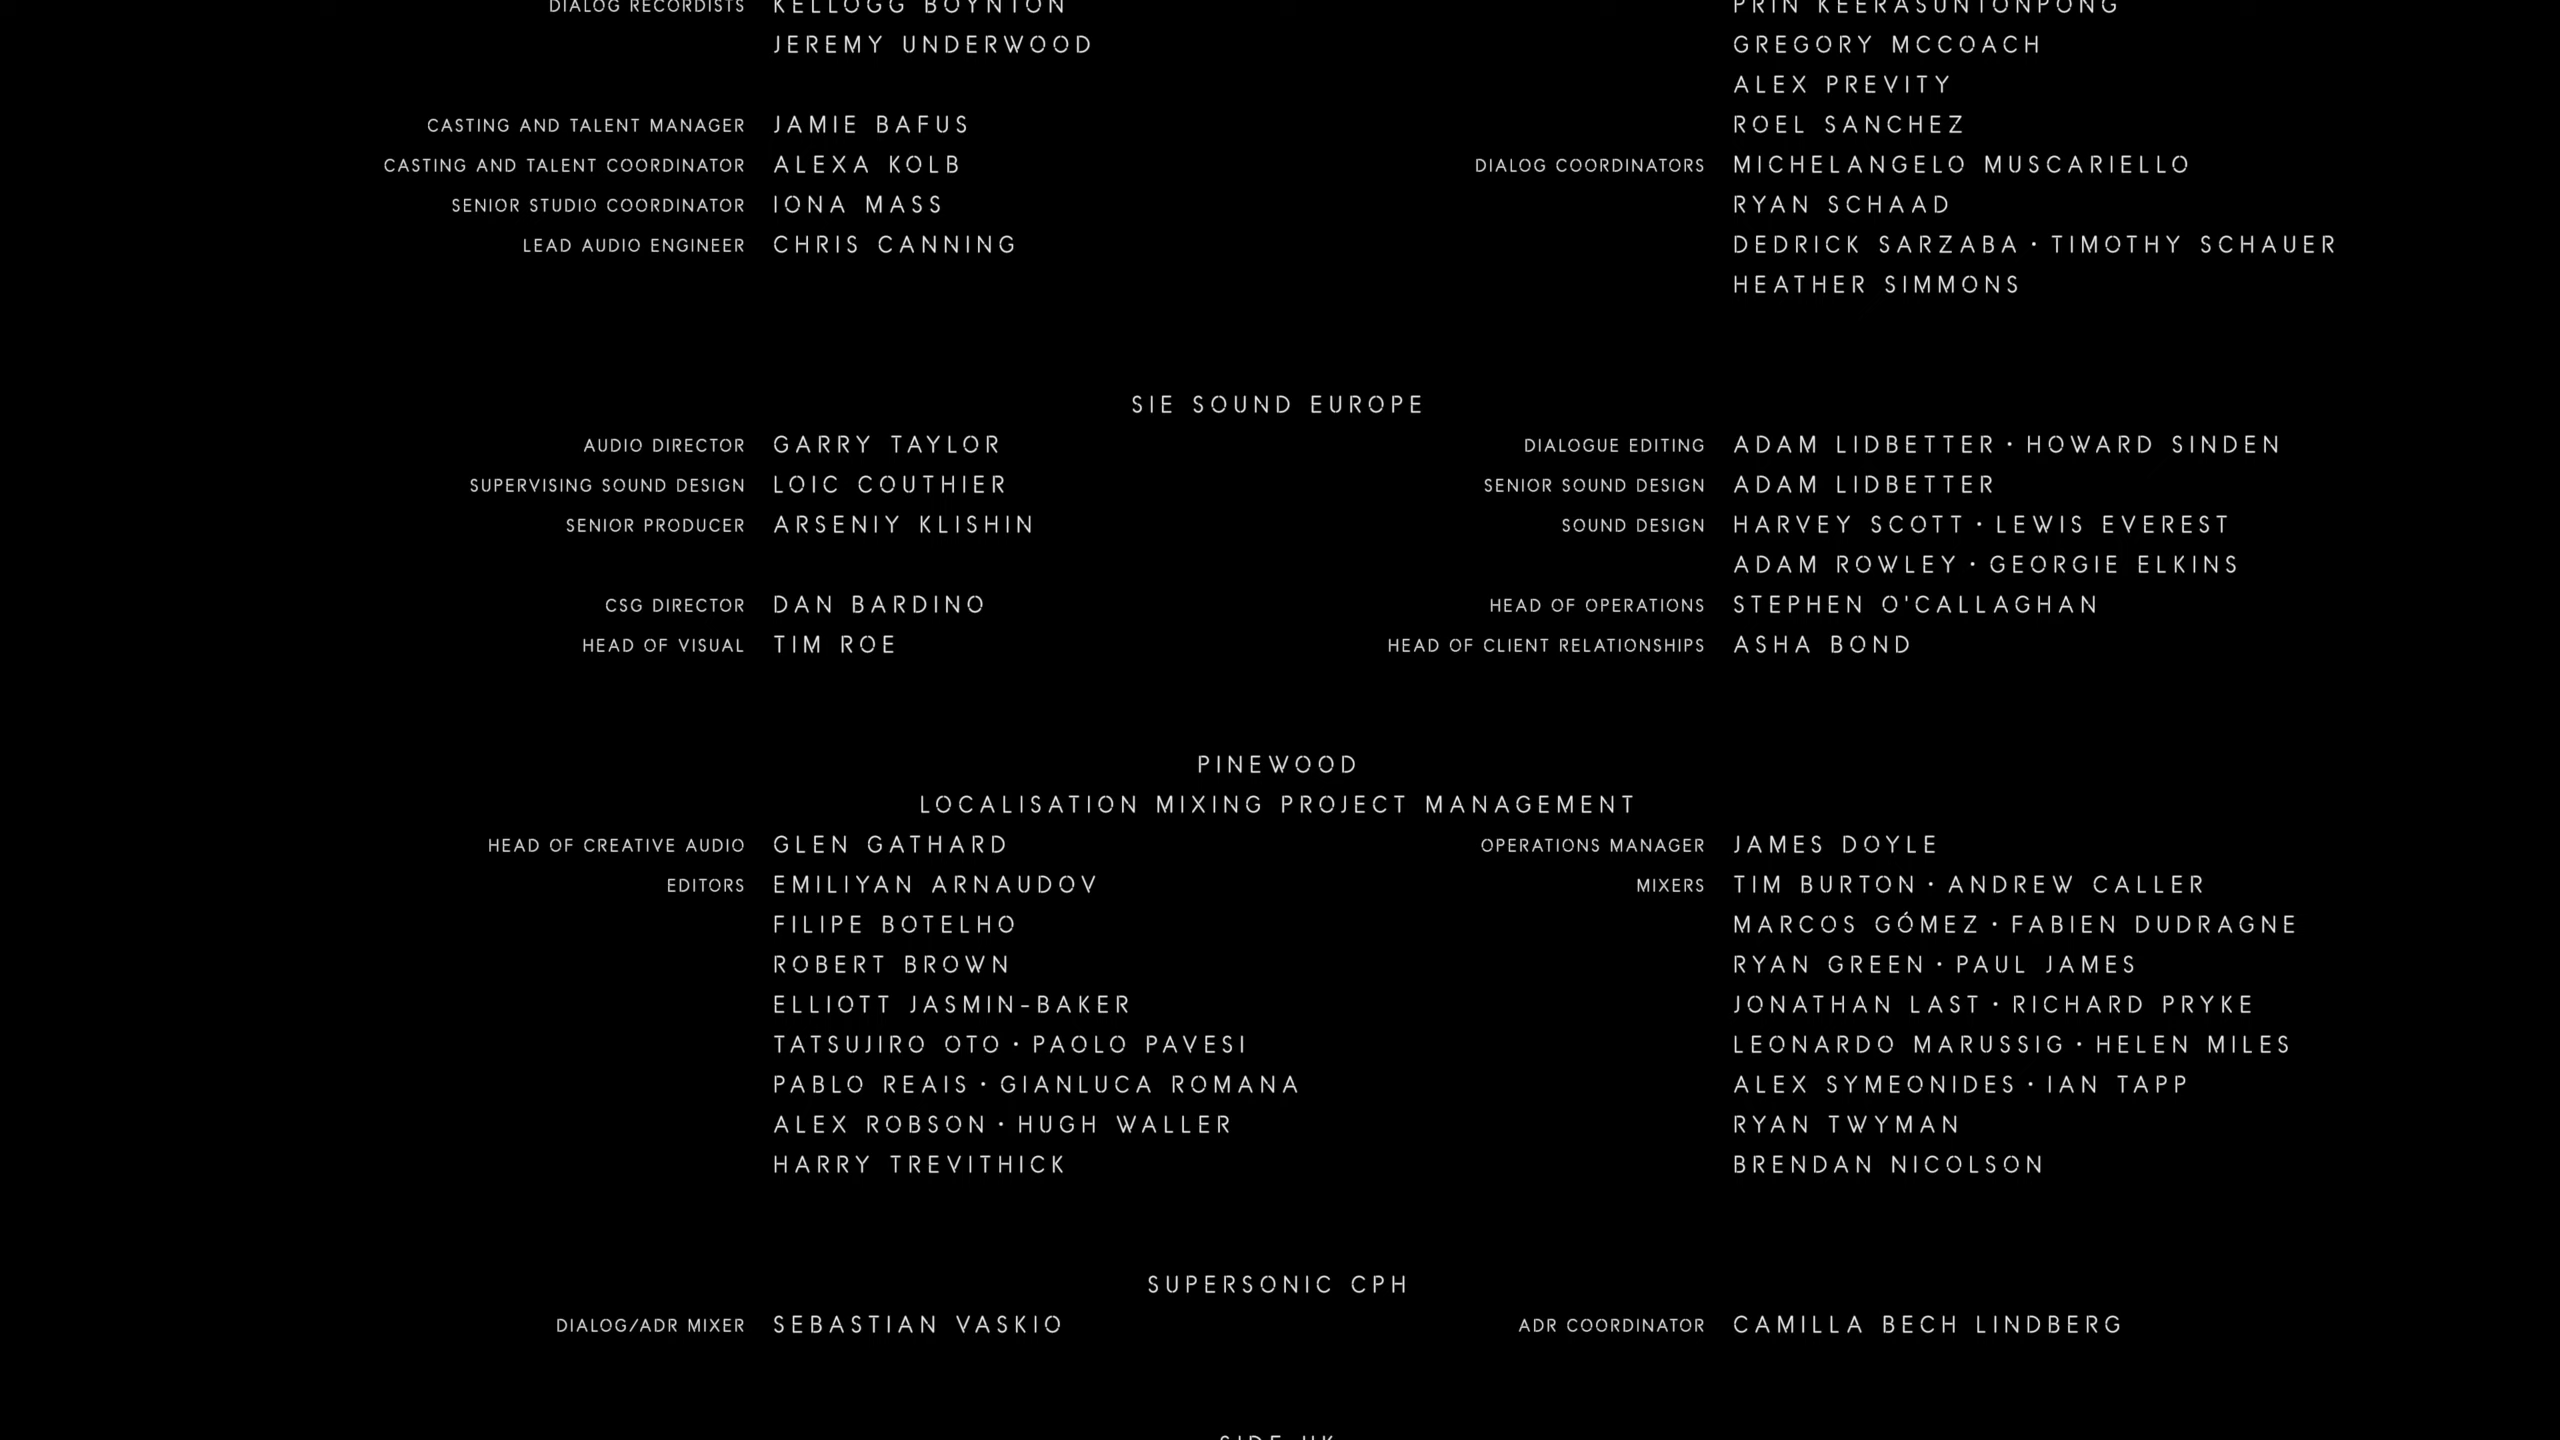 DIALOG RECORDISTS KELLOGG BOYNTON
JEREMY UNDERWOOD
CASTING AND TALENT MANAGER JAMIE BAFUS
CASTING AND TALENT COORDINATOR ALEXA KOLB
SENIOR STUDIO COORDINATOR IONA MASS
LEAD AUDIO ENGINEER CHRIS CANNING
PRIN KEERASUNTONPONG
GREGORY MCCOACH
ALEX PREVITY
ROEL SANCHEZ
DIALOG COORDINATORS MICHELANGELO MUSCARIELLO
RYAN SCHAAD
DEDRICK SARZABA · TIMOTHY SCHAUER
HEATHER SIMMONS
SIE SOUND EUROPE
AUDIO DIRECTOR GARRY TAYLOR
SUPERVISING SOUND DESIGN LOIC COUTHIER
SENIOR PRODUCER ARSENIY KLISHIN
CSG DIRECTOR DAN BARDINO
HEAD OF VISUAL TIM ROE
DIALOGUE EDITING ADAM LIDBETTER · HOWARD SINDEN
SENIOR SOUND DESIGN ADAM LIDBETTER
SOUND DESIGN HARVEY SCOTT · LEWIS EVEREST
ADAM ROWLEY · GEORGIE ELKINS
HEAD OF OPERATIONS STEPHEN O'CALLAGHAN
HEAD OF CLIENT RELATIONSHIPS ASHA BOND
PINEWOOD
LOCALISATION MIXING PROJECT MANAGEMENT
HEAD OF CREATIVE AUDIO GLEN GATHARD
EDITORS EMILIYAN ARNAUDOV
FILIPE BOTELHO
ROBERT BROWN
ELLIOTT JASMIN-BAKER
TATSUJIRO OTO · PAOLO PAVESI
PABLO REAIS · GIANLUCA ROMANA
ALEX ROBSON · HUGH WALLER
HARRY TREVITHICK
OPERATIONS MANAGER JAMES DOYLE
MIXERS TIM BURTON · ANDREW CALLER
MARCOS GÓMEZ · FABIEN DUDRAGNE
RYAN GREEN · PAUL JAMES
JONATHAN LAST · RICHARD PRYKE
LEONARDO MARUSSIG · HELEN MILES
ALEX SYMEONIDES · IAN TAPP
RYAN TWYMAN
BRENDAN NICOLSON
SUPERSONIC CPH
DIALOG/ADR MIXER SEBASTIAN VASKIO
ADR COORDINATOR CAMILLA BECH LINDBERG
SIDE UK